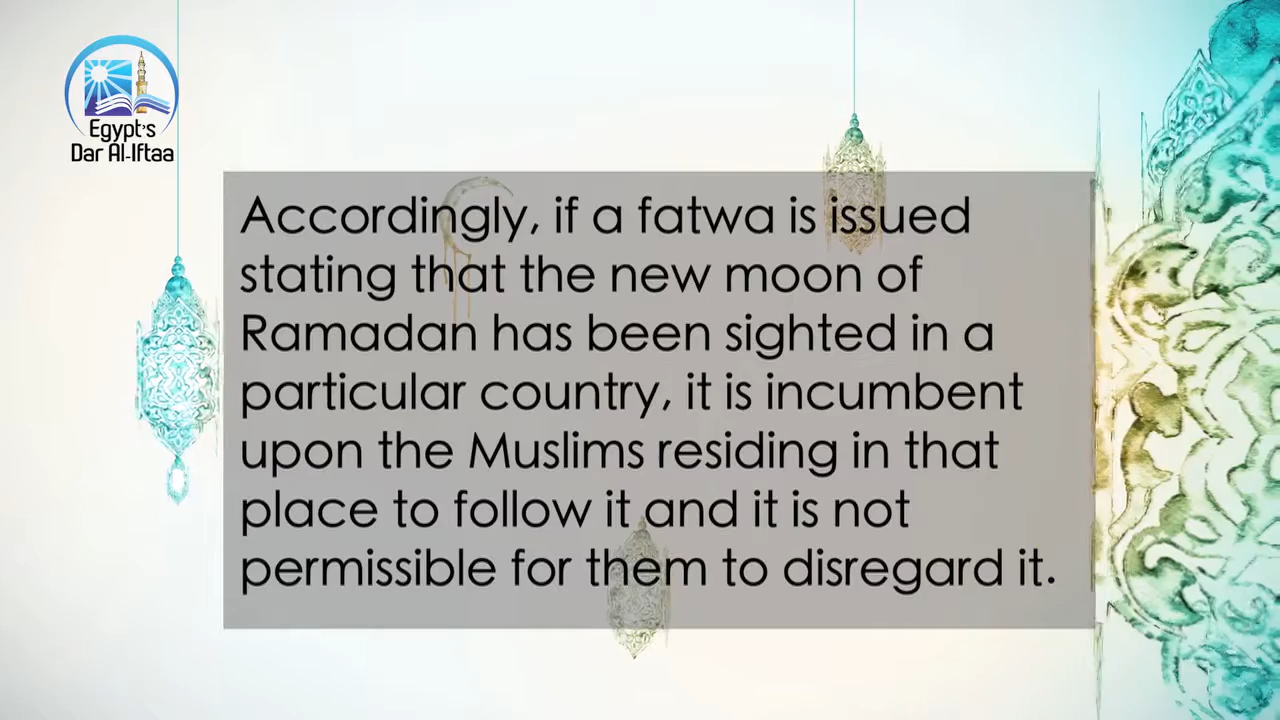 Egypt's
Dar Al-Iftaa
Accordingly, if a fatwa is issued
stating that the new moon of
Ramadan has been sighted in a
particular country, it is incumbent
upon the Muslims residing in that
place to follow it and it is not
permissible for them to disregard it.